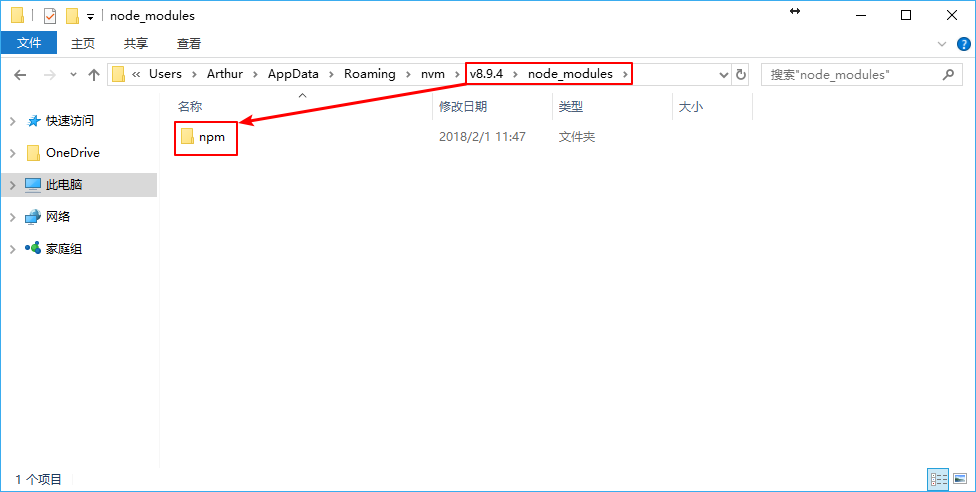 node_modules
文件 主页 共享 查看
« Users > Arthur > AppData > Roaming > nvm > v8.9.4 > node_modules >
搜索"node_modules"
名称 修改日期 类型 大小
npm 2018/2/1 11:47 文件夹
快速访问
OneDrive
此电脑
网络
家庭组
1 个项目